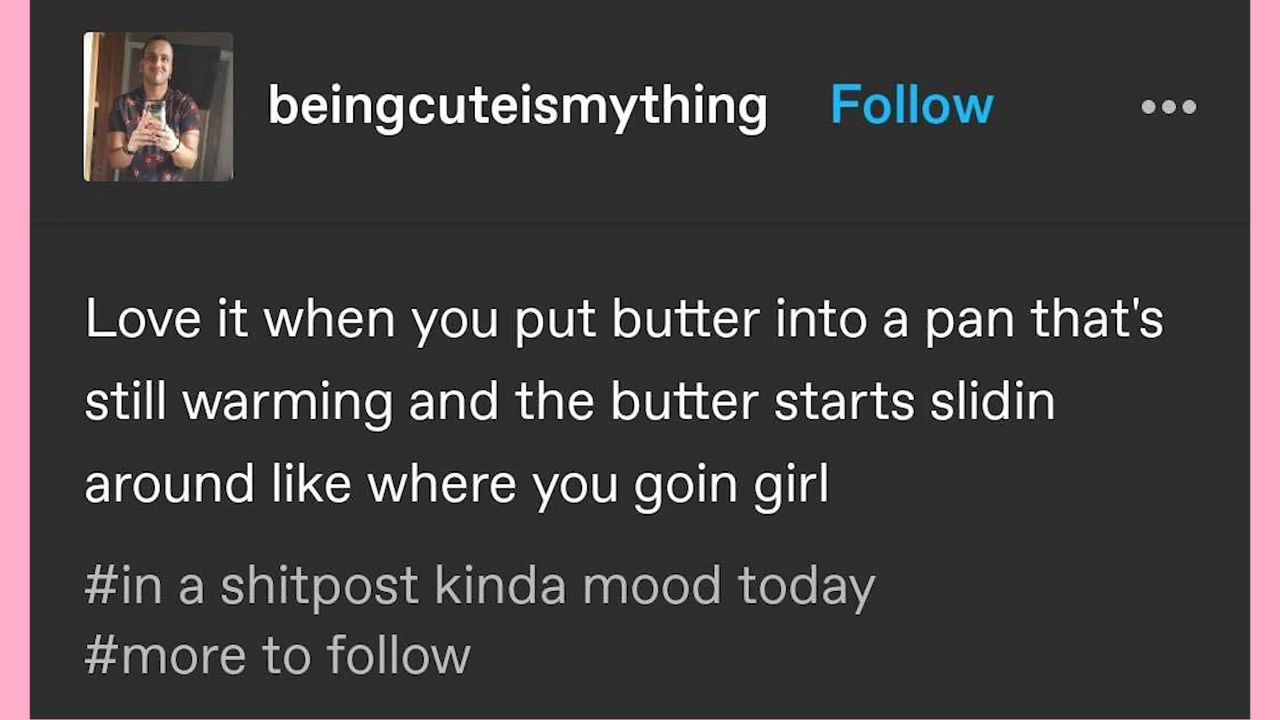 beingcuteismything Follow
Love it when you put butter into a pan that's
still warming and the butter starts slidin
around like where you goin girl
#in a shitpost kinda mood today
#more to follow